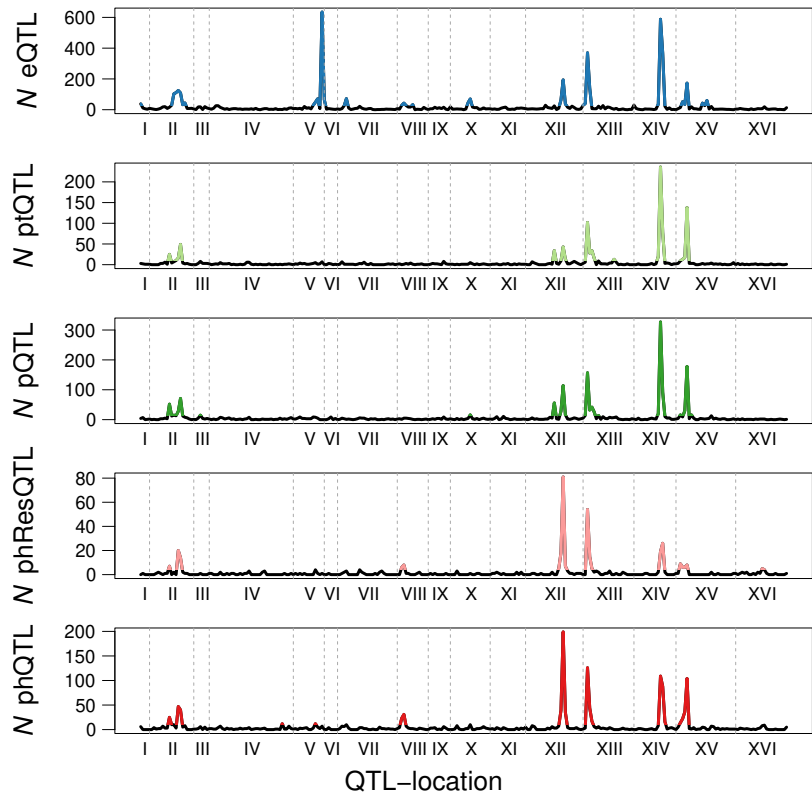 N eQTL
600
400
200
0
I II III IV V VI VII VIII IX X XI XII XIII XIV XV XVI
N ptQTL
200
150
100
50
0
I II III IV V VI VII VIII IX X XI XII XIII XIV XV XVI
N pQTL
300
200
100
0
I II III IV V VI VII VIII IX X XI XII XIII XIV XV XVI
N phResQTL
80
60
40
20
0
I II III IV V VI VII VIII IX X XI XII XIII XIV XV XVI
N phQTL
200
150
100
50
0
I II III IV V VI VII VIII IX X XI XII XIII XIV XV XVI
QTL−location